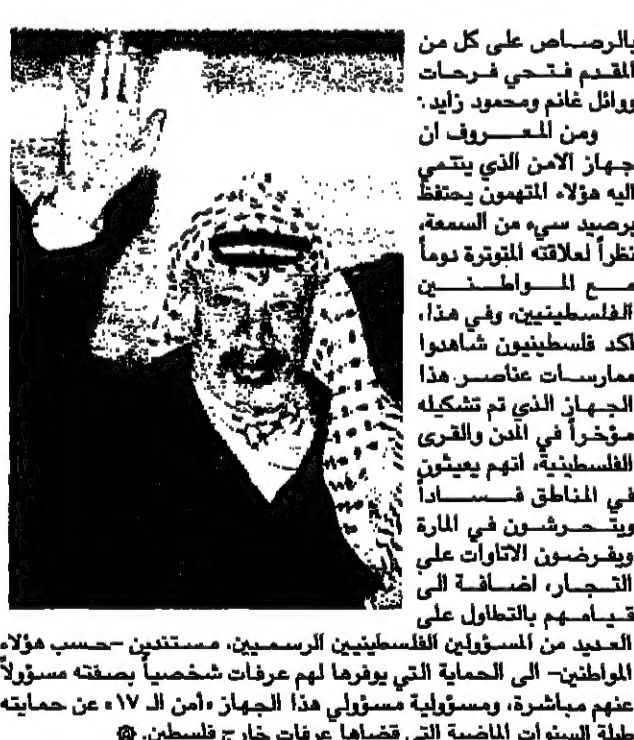 بالرصاص على كل من
المقدم فتحي فرحات
ووائل غانم ومحمود زايد.
ومن المعروف ان
جهاز الامن الذي ينتمي
اليه هؤلاء المتهمون يحتفظ
برصيد سيء من السمعة،
نظراً لعلاقته المتوترة دوماً
مع المواطنين
الفلسطينيين، وفي هذا،
اكد فلسطينيون شاهدوا
ممارسات عناصر هذا
الجهاز الذي تم تشكيله
مؤخراً في المدن والقرى
الفلسطينية، انهم يعيثون
في المناطق فساداً
ويتحرشون في المارة
ويفرضون الاتاوات على
التجار، اضافة الى
قيامهم بالتطاول على
العديد من المسؤولين الفلسطينيين الرسميين، مستندين -حسب هؤلاء
المواطنين- الى الحماية التي يوفرها لهم عرفات شخصياً بصفته مسؤولاً
عنهم مباشرة، ومسؤولية مسؤولي هذا الجهاز «امن الـ ١٧» عن حمايته
طيلة السنوات الماضية التي قضاها عرفات خارج فلسطين.